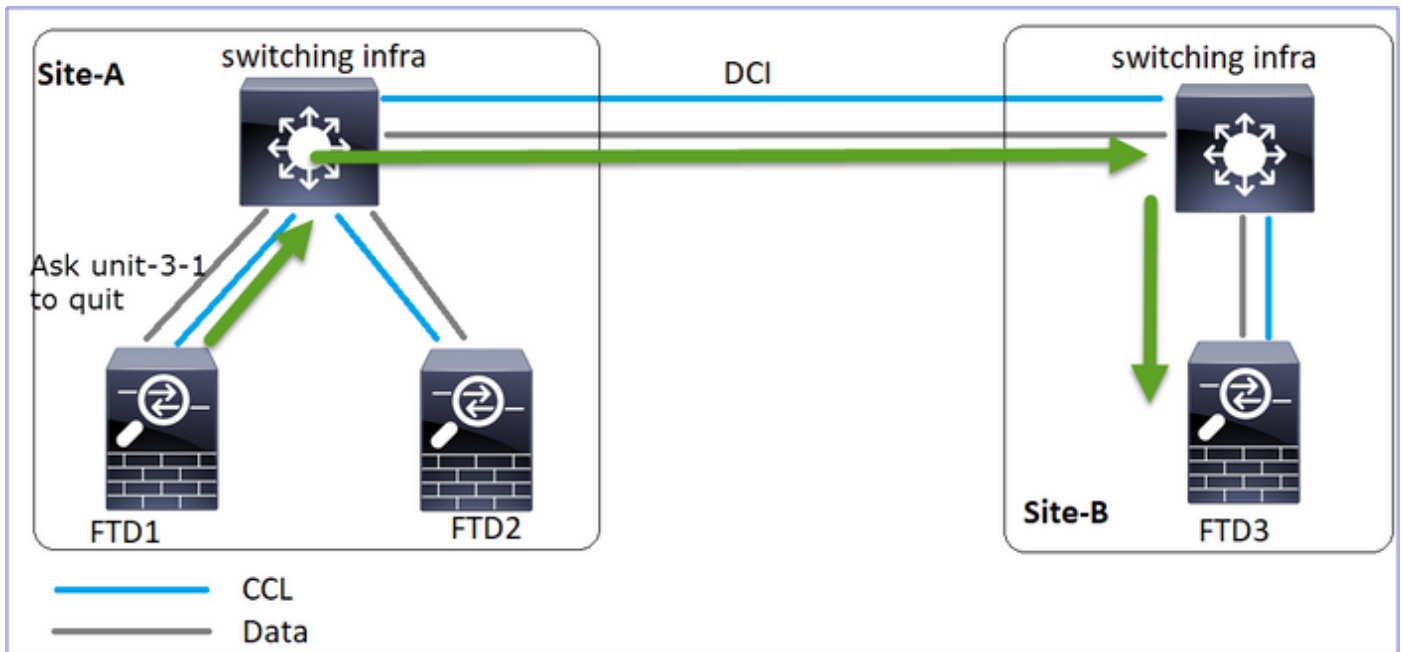 switching infra
Site-A
DCI
switching infra
Ask unit-3-1
to quit
FTD1
FTD2
Site-B
FTD3
CCL
Data